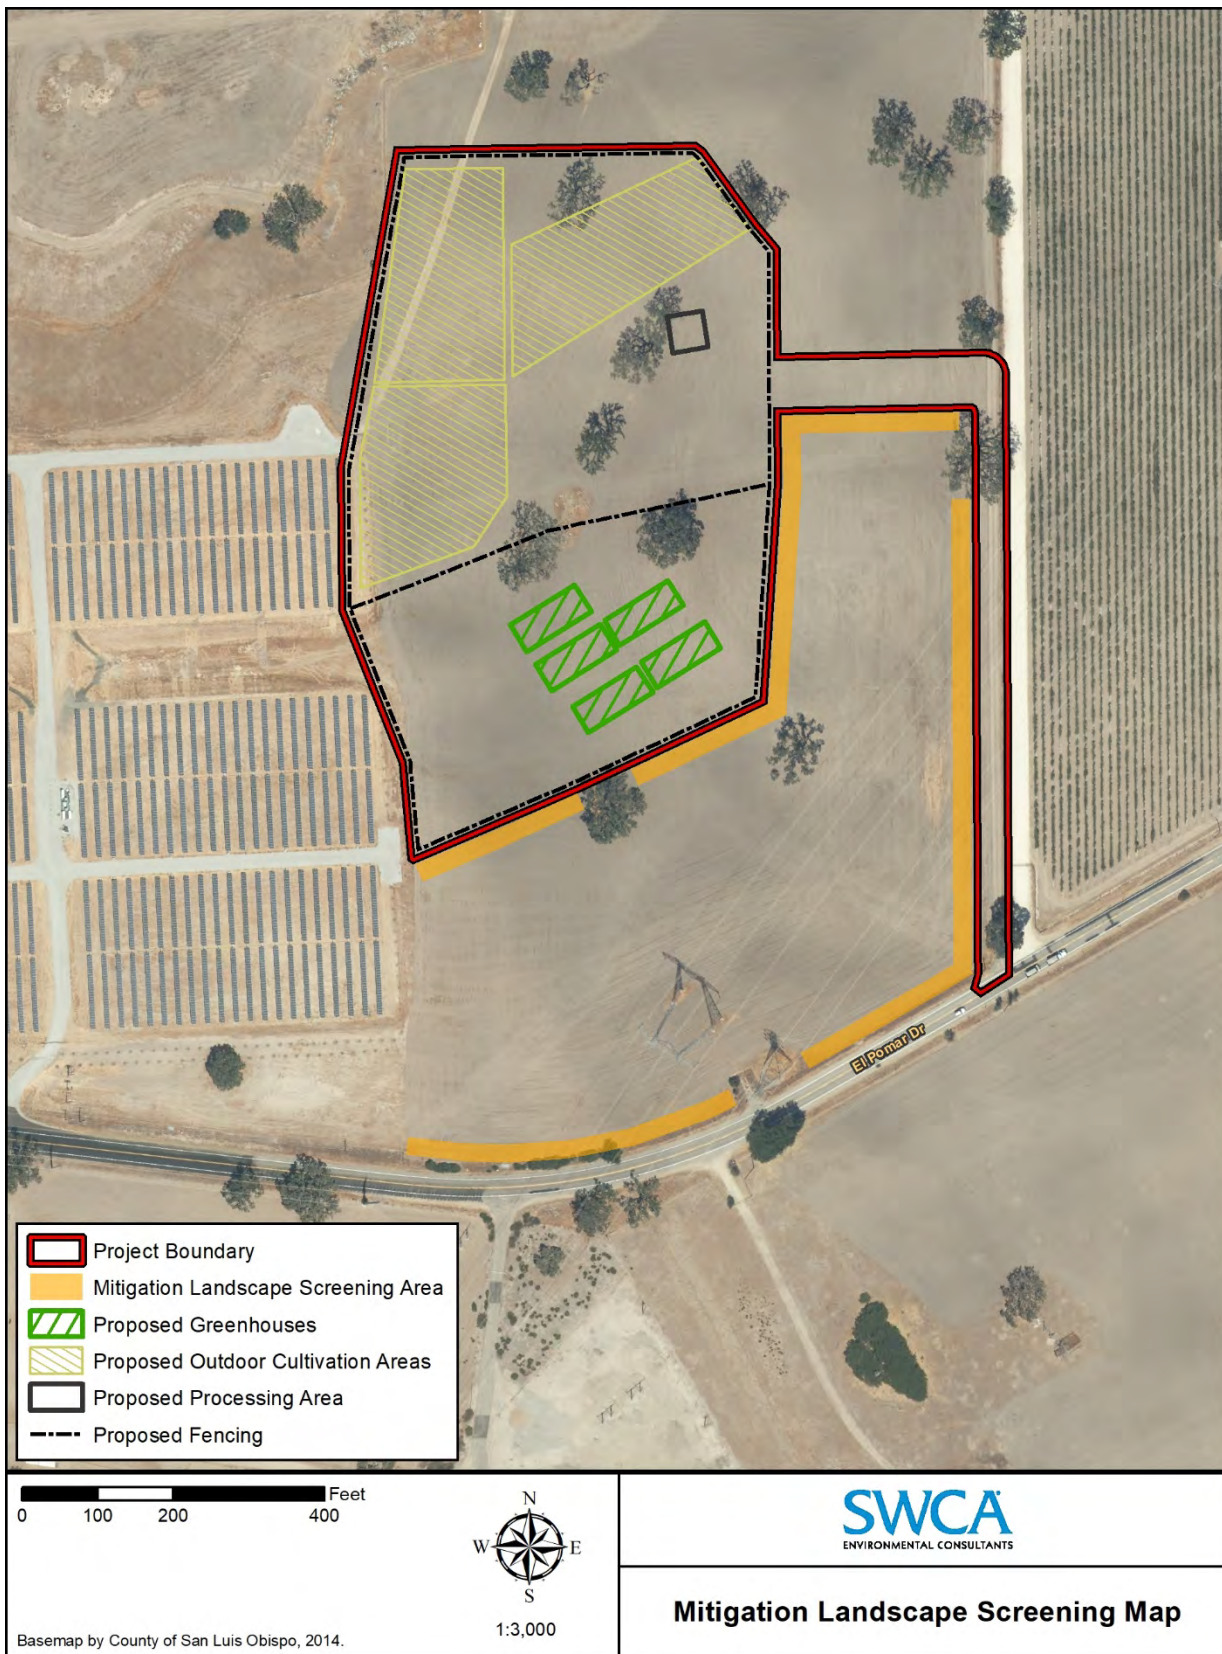 El Pomar Dr
Project Boundary
Mitigation Landscape Screening Area
Proposed Greenhouses
Proposed Outdoor Cultivation Areas
Proposed Processing Area
Proposed Fencing
Feet
0 100 200 400
N
W E
S
1:3,000
Basemap by County of San Luis Obispo, 2014.
SWCA
ENVIRONMENTAL CONSULTANTS
Mitigation Landscape Screening Map